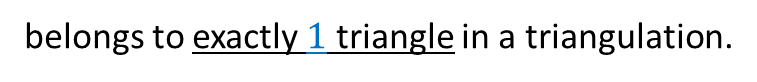 belongs to exactly 1 triangle in a triangulation.